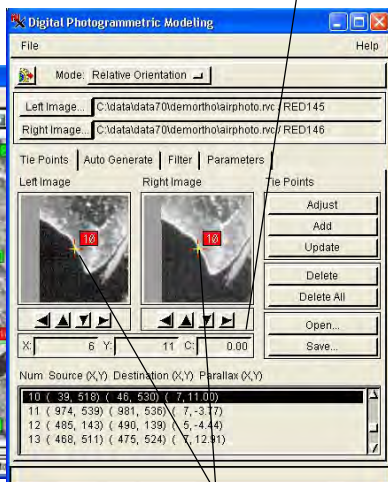 Digital Photogrammetric Modeling
File Help
Mode: Relative Orientation
Left Image... C:\data\data70\demortho\airphoto.rvc / RED145
Right Image... C:\data\data70\demortho\airphoto.rvc / RED146
Tie Points Auto Generate Filter Parameters
Left Image Right Image Tie Points
10 10
Adjust
Add
Update
Delete
Delete All
Open...
X: 6 Y: 11 C: 0.00 Save...
Num Source (X,Y) Destination (X,Y) Parallax (X,Y)
10 ( 39, 518) ( 46, 530) ( 7,11.00)
11 ( 974, 539) ( 981, 536) ( 7,-3.77)
12 ( 485, 143) ( 490, 139) ( 5,-4.44)
13 ( 468, 511) ( 475, 524) ( 7,12.91)